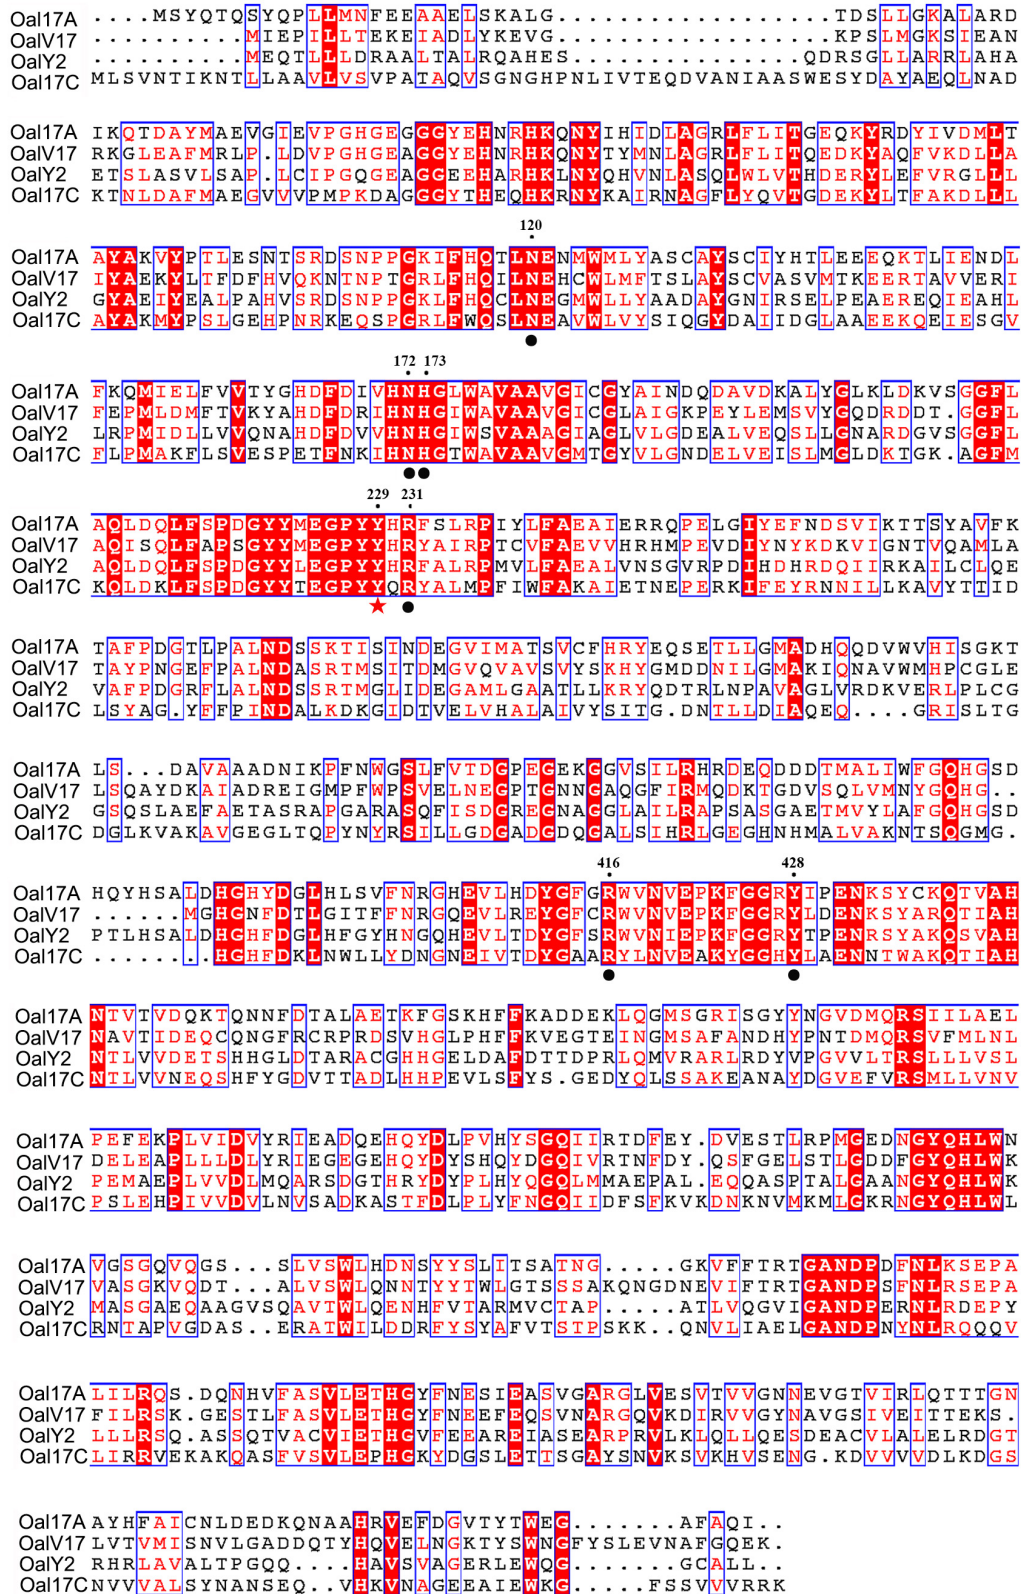 Oal17A ....MSYQTQSYQPLLMNFEEAAELSKALG..................TDSLLGKALARD
OalV17 ..........MIEPILLTEKEIADLYKEVG..................KPSLMGKSIEAN
OalY2 ..........MEQTLLLDRAALTALRQAHES...............QDRSGLLARRLAHA
Oal17C MLSVNTIKNTLLAAVLVSVPATAQVSGNGHPNLIVTEQDVANIAASWESYDAYAEQLNAD
Oal17A IKQTDAYMAEVGIEVPGHGEGGGYEHNRHKQNYIHIDLAGRLFLITGEQKYRDYIVDMLT
OalV17 RKGLEAFMRLP.LDVPGHGEAGGYEHNRHKQNYTYMNLAGRLFLITQEDKYAQFVKDLLA
OalY2 ETSLASVLSAP.LCIPGQGEAGGEEHARHKLNYQHVNLASQLWLVTHDERYLEFVRGLLL
Oal17C KTNLDAFMAEGVVVPMPKDAGGGYTHEQHKRNYKAIRNAGFLYQVTGDEKYLTFAKDLLL
120
Oal17A AYAKVYPTLESNTSRDSNPPGKIFHQTLNENMWMLYASCAYSCIYHTLEEEQKTLIENDL
OalV17 IYAEKYLTFDFHVQKNTNPTGRLFHQILNEHCWLMFTSLAYSCVASVMTKEERTAVVERI
OalY2 GYAEIYEALPAHVSRDSNPPGKLFHQCLNEGMWLLYAADAYGNIRSELPEAEREQIEAHL
Oal17C AYAKMYPSLGEHPNRKEQSPGRLFWQSLNEAVWLVYSIQGYDAIIDGLAAEEKQEIESGV
172 173
Oal17A FKQMIELFVVTYGHDFDIVHNHGLWAVAAVGICGYAINDQDAVDKALYGLKLDKVSGGFL
OalV17 FEPMLDMFTVKYAHDFDRIHNHGIWAVAAVGICGLAIGKPEYLEMSVYGQDRDDT.GGFL
OalY2 LRPMIDLLVVQNAHDFDVVHNHGIWSVAAAGIAGLVLGDEALVEQSLLGNARDGVSGGFL
Oal17C FLPMAKFLSVESPETFNKIHNHGTWAVAAVGMTGYVLGNDELVEISLMGLDKTGK.AGFM
229 231
Oal17A AQLDQLFSPDGYYMEGPYYHRFSLRPIYLFAEAIERRQPELGIYEFNDSVIKTTSYAVFK
OalV17 AQISQLFAPSGYYMEGPYYHRYAIRPTCVFAEVVHRHMPEVDIYNYKDKVIGNTVQAMLA
OalY2 AQLDQLFSPDGYYLEGPYYHRFALRPMVLFAEALVNSGVRPDIHDHRDQIIRKAILCLQE
Oal17C KQLDKLFSPDGYYTEGPYYQRYALMPFIWFAKAIETNEPERKIFEYRNNILLKAVYTTID
Oal17A TAFPDGTLPALNDSSKTISINDEGVIMATSVCFHRYEQSETLLGMADHQQDVWVHISGKT
OalV17 TAYPNGEFPALNDASRTMSITDMGVQVAVSVYSKHYGMDDNILGMAKIQNAVWMHPCGLE
OalY2 VAFPDGRFLALNDSSRTMGLIDEGAMLGAATLLKRYQDTRLNPAVAGLVRDKVERLPLCG
Oal17C LSYAG.YFFPINDALKDKGIDTVELVHALAIVYSITG.DNTLLDIAQEQ....GRISLTG
Oal17A LS...DAVAAADNIKPFNWGSLFVTDGPEGEKGGVSILRHRDEQDDDTMALIWFGQHGSD
OalV17 LSQAYDKAIADREIGMPFWPSVELNEGPTGNNGAQGFIRMQDKTGDVSQLVMNYGQHG..
OalY2 GSQSLAEFAETASRAPGARASQFISDGREGNAGGLAILRAPSASGAETMVYLAFGQHGSD
Oal17C DGLKVAKAVGEGLTQPYNYRSILLGDGADGDQGALSIHRLGEGHNHMALVAKNTSQGMG.
416 428
Oal17A HQYHSALDHGHYDGLHLSVFNRGHEVLHDYGFGRWVNVEPKFGGRYIPENKSYCKQTVAH
OalV17 ......MGHGNFDTLGITFFNRGQEVLREYGFCRWVNVEPKFGGRYLDENKSYARQTIAH
OalY2 PTLHSALDHGHFDGLHFGYHNGQHEVLTDYGFSRWVNIEPKFGGRYTPENRSYAKQSVAH
Oal17C ........HGHFDKLNWLLYDNGNEIVTDYGAARYLNVEAKYGGHYLAENNTWAKQTIAH
Oal17A NTVTVDQKTQNNFDTALAETKFGSKHFFKADDEKLQGMSGRISGYYNGVDMQRSIILAEL
OalV17 NAVTIDEQCQNGFRCRPRDSVHGLPHFFKVEGTEINGMSAFANDHYPNTDMQRSVFMLNL
OalY2 NTLVVDETSHHGLDTARACGHHGELDAFDTTDPRLQMVRARLRDYVPGVVLTRSLLLVSL
Oal17C NTLVVNEQSHFYGDVTTADLHHPEVLSFYS.GEDYQLSSAKEANAYDGVEFVRSMLLVNV
Oal17A PEFEKPLVIDVYRIEADQEHQYDLPVHYSGQIIRTDFEY.DVESTLRPMGEDNGYQHLWN
OalV17 DELEAPLLLDLYRIEGEGEHQYDYSHQYDGQIVRTNFDY.QSFGELSTLGDDFGYQHLWK
OalY2 PEMAEPLVVDLMQARSDGTHRYDYPLHYQGQLMMAEPAL.EQQASPTALGAANGYQHLWK
Oal17C PSLEHPIVVDVLNVSADKASTFDLPLYFNGQIIDFSFKVKDNKNVMKMLGKRNGYQHLWL
Oal17A VGSGQVQGS...SLVSWLHDNSYYSLITSATNG.......GKVFFTRTGANDPDFNLKSEPA
OalV17 VASGKVQDT...ALVSWLQNNTYYTWLGTSSSAKQNGDNEVIFTRTGANDPSFNLRSEPA
OalY2 MASGAEQAAGVSQAVTWLQENHFVTARMVCTAP.....ATLVQGVIGANDPERNLRDEPY
Oal17C RNTAPVGDAS..ERATWILDDRFYSYAFVTSTPSKK..QNVLIAELGANDPNYNLRQQQV
Oal17A LILRQS.DQNHVFASVLETHGYFNESIEASVGARGLVESVTVVGNNEVGTVIRLQTTTGN
OalV17 FILRSK.GESTLFASVLETHGYFNEEFEQSVNARGQVKDIRVVGYNAVGSIVEITTEKS.
OalY2 LLLRSQ.ASSQTVACVIETHGVFEEAREIASEARPRVLKLQLLQESDEACVLALELRDGT
Oal17C LIRRVEKAKQASFVSVLEPHGKYDGSLETTSGAYSNVKSVKHVSENG.KDVVVVDLKDGS
Oal17A AYHFAICNLDEDKQNAAHRVEFDGVTYTWEG.......AFAQI..
OalV17 LVTVMISNVLGADDQTYHQVELNGKTYSWNGFYSLEVNAFGQEK.
OalY2 RHRLAVALTPGQQ....HAVSVAGERLEWQG.......GCALL..
Oal17C NVVVALSYNANSEQ..VHKVNAGEEAIEWKG.....FSSVVVRRK